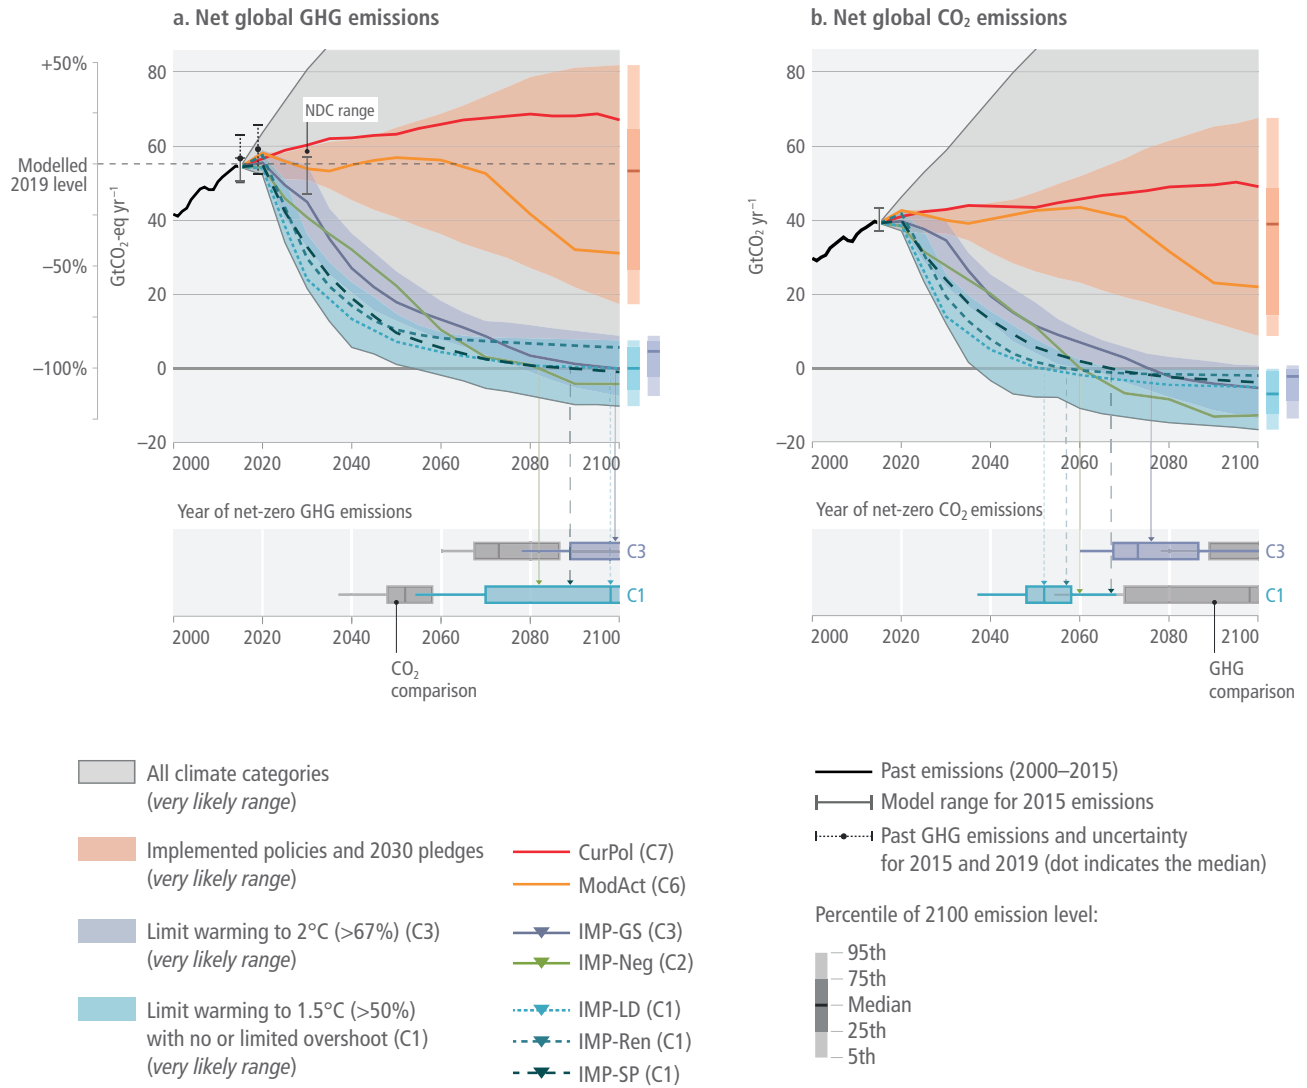 a. Net global GHG emissions
+50%
Modelled
2019 level
−50%
−100%
GtCO₂-eq yr⁻¹
80
60
40
20
0
−20
NDC range
2000 2020 2040 2060 2080 2100
Year of net-zero GHG emissions
C3
C1
2000 2020 2040 2060 2080 2100
CO₂
comparison
b. Net global CO₂ emissions
GtCO₂ yr⁻¹
80
60
40
20
0
−20
2000 2020 2040 2060 2080 2100
Year of net-zero CO₂ emissions
C3
C1
2000 2020 2040 2060 2080 2100
GHG
comparison
All climate categories
(very likely range)
Implemented policies and 2030 pledges
(very likely range)
Limit warming to 2°C (>67%) (C3)
(very likely range)
Limit warming to 1.5°C (>50%)
with no or limited overshoot (C1)
(very likely range)
CurPol (C7)
ModAct (C6)
IMP-GS (C3)
IMP-Neg (C2)
IMP-LD (C1)
IMP-Ren (C1)
IMP-SP (C1)
Past emissions (2000–2015)
Model range for 2015 emissions
Past GHG emissions and uncertainty
for 2015 and 2019 (dot indicates the median)
Percentile of 2100 emission level:
95th
75th
Median
25th
5th